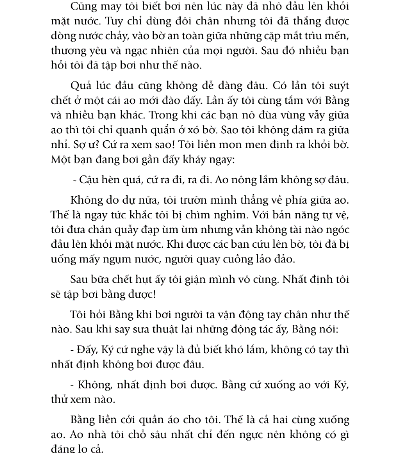 Cũng may tôi biết bơi nên lúc này đã nhô đầu lên khỏi
mặt nước. Tuy chỉ dùng đôi chân nhưng tôi đã thắng được
dòng nước chảy, vào bờ an toàn giữa những cặp mắt trìu mến,
thương yêu và ngạc nhiên của mọi người. Sau đó nhiều bạn
hỏi tôi đã tập bơi như thế nào.
Quả lúc đầu cũng không dễ dàng đâu. Có lần tôi suýt
chết ở một cái ao mới đào đấy. Lần ấy tôi cùng tắm với Bằng
và nhiều bạn khác. Trong khi các bạn nô đùa vùng vẫy giữa
ao thì tôi chỉ quanh quẩn ở xó bờ. Sao tôi không dám ra giữa
nhỉ. Sợ ư? Cứ ra xem sao! Tôi liền mon men định ra khỏi bờ.
Một bạn đang bơi gần đấy kháy ngay:
- Cậu hèn quá, cứ ra đi, ra đi. Ao nông lắm không sợ đâu.
Không do dự nữa, tôi trườn mình thẳng về phía giữa ao.
Thế là ngay tức khắc tôi bị chìm nghỉm. Với bản năng tự vệ,
tôi đưa chân quẫy đạp ùm ùm nhưng vẫn không tài nào ngóc
đầu lên khỏi mặt nước. Khi được các bạn cứu lên bờ, tôi đã bị
uống mấy ngụm nước, người quay cuồng lảo đảo.
Sau bữa chết hụt ấy tôi giận mình vô cùng. Nhất định tôi
sẽ tập bơi bằng được!
Tôi hỏi Bằng khi bơi người ta vận động tay chân như thế
nào. Sau khi say sưa thuật lại những động tác ấy, Bằng nói:
- Đấy, Ký cứ nghe vậy là đủ biết khó lắm, không có tay thì
nhất định không bơi được đâu.
- Không, nhất định bơi được. Bằng cứ xuống ao với Ký,
thử xem nào.
Bằng liền cởi quần áo cho tôi. Thế là cả hai cùng xuống
ao. Ao nhà tôi chỗ sâu nhất chỉ đến ngực nên không có gì
đáng lo cả.